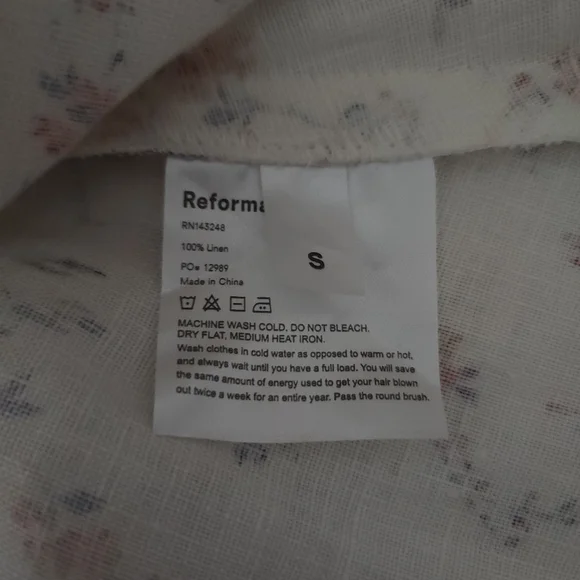 Reforma
RN143248
100% Linen
S
PO# 12989
Made in China
MACHINE WASH COLD. DO NOT BLEACH.
DRY FLAT, MEDIUM HEAT IRON.
Wash clothes in cold water as opposed to warm or hot,
and always wait until you have a full load. You will save
the same amount of energy used to get your hair blown
out twice a week for an entire year. Pass the round brush.